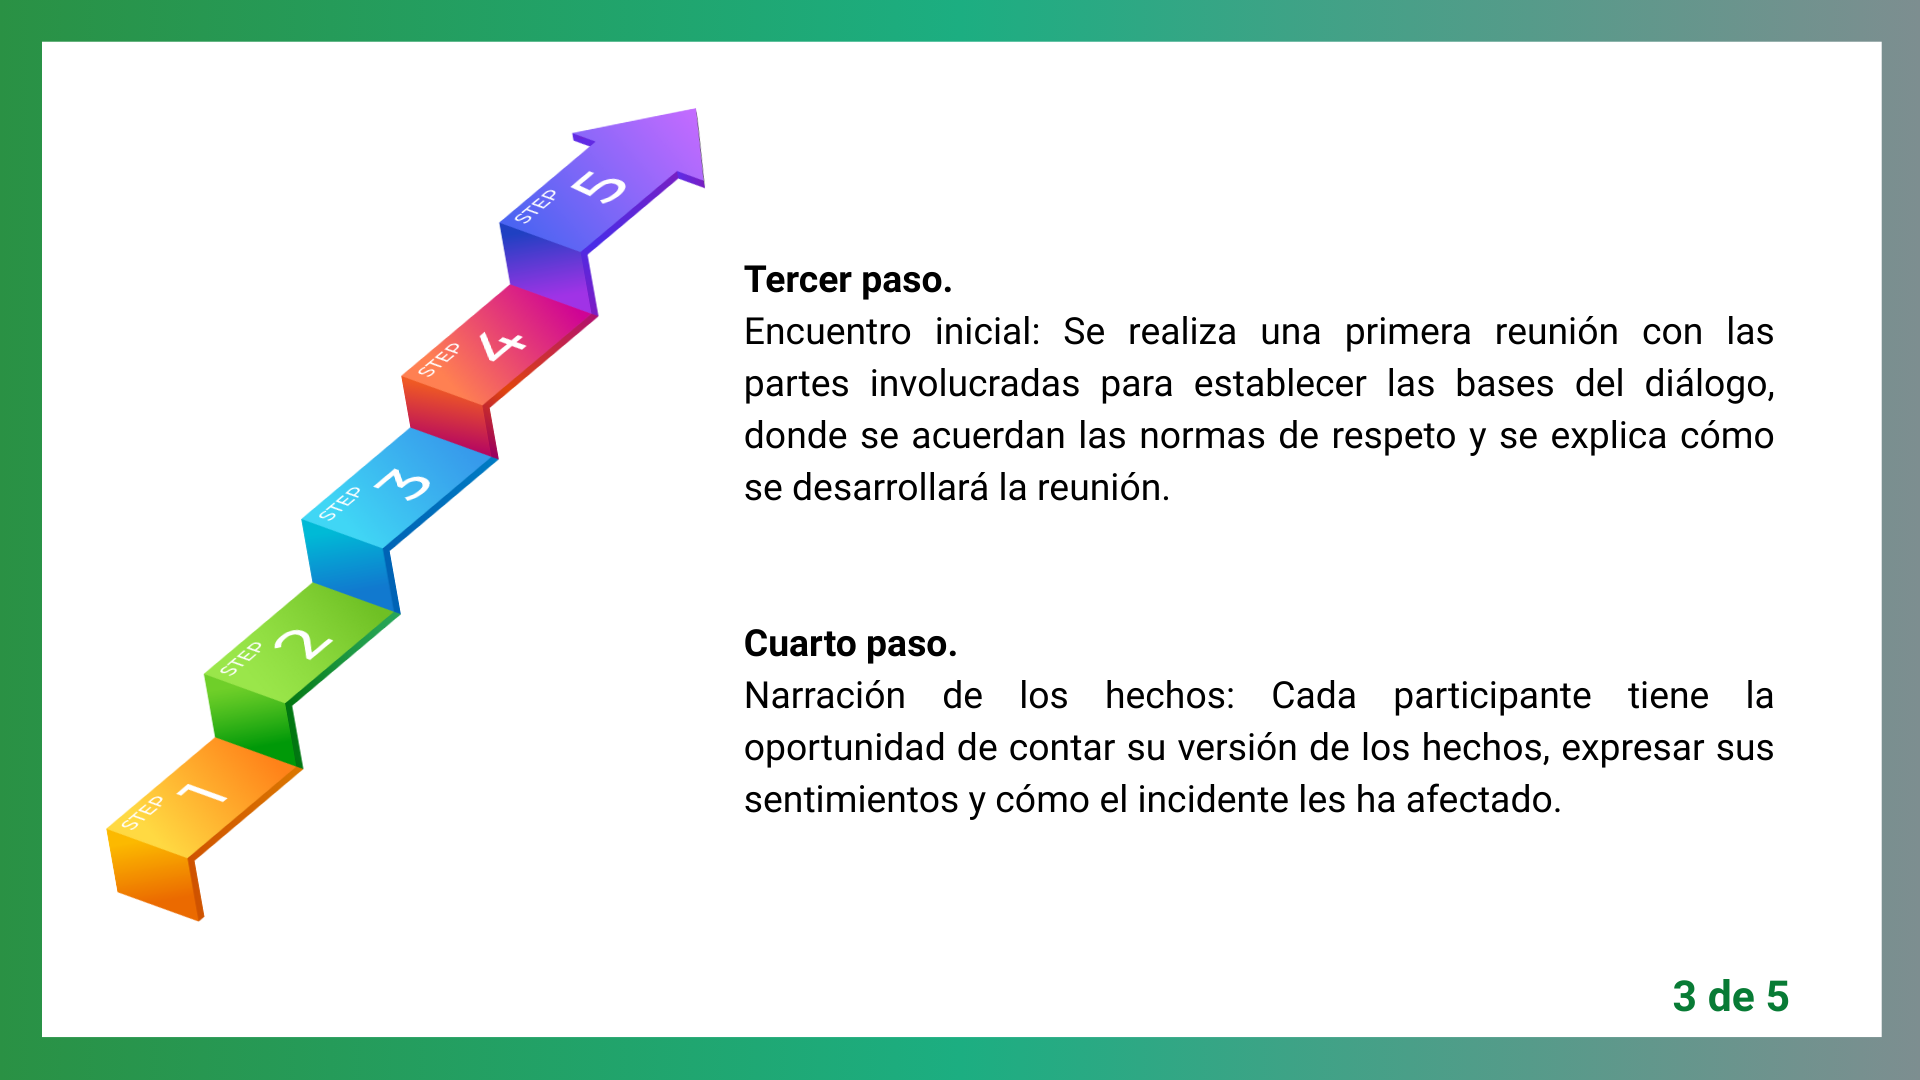 STEP 5
STEP 4
STEP 3
STEP 2
STEP 1
Tercer paso.
Encuentro inicial: Se realiza una primera reunión con las
partes involucradas para establecer las bases del diálogo,
donde se acuerdan las normas de respeto y se explica cómo
se desarrollará la reunión.
Cuarto paso.
Narración de los hechos: Cada participante tiene la
oportunidad de contar su versión de los hechos, expresar sus
sentimientos y cómo el incidente les ha afectado.
3 de 5